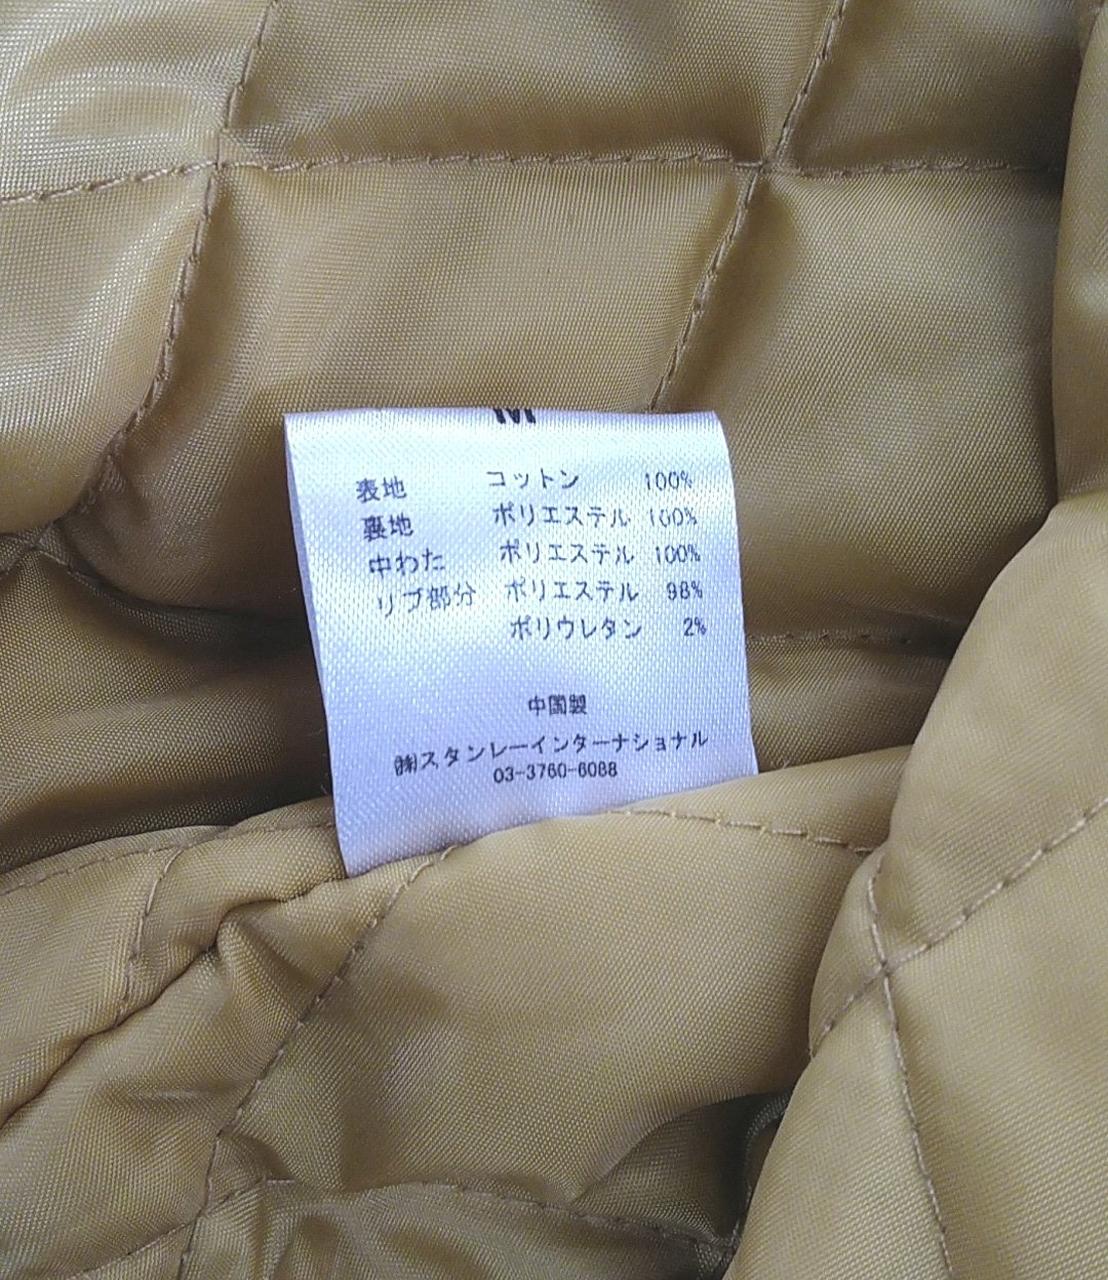 M
表地 コットン 100%
裏地 ポリエステル 100%
中わた ポリエステル 100%
リブ部分 ポリエステル 98%
ポリウレタン 2%
中国製
㈱スタンレーインターナショナル
03-3760-6088